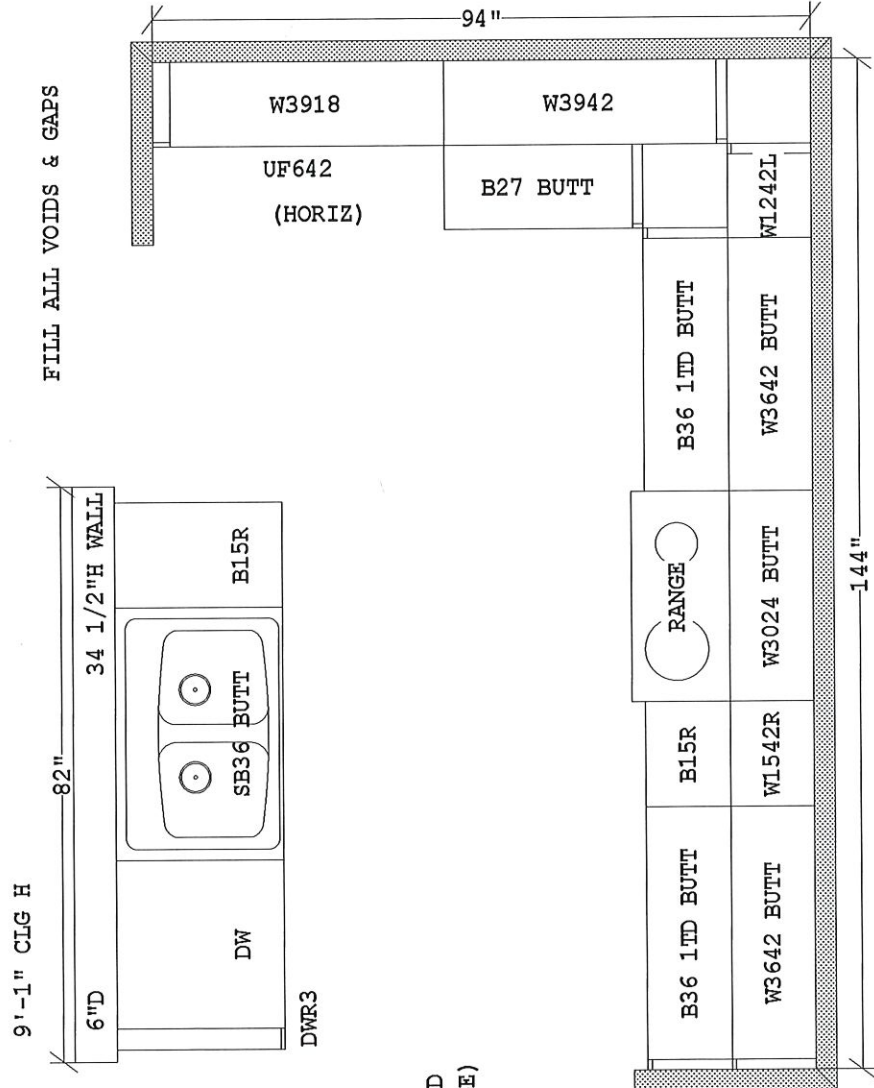 94"
FILL ALL VOIDS & GAPS
W3918
W3942
UF642
(HORIZ)
B27 BUTT
W1242L
B36 1TD BUTT
W3642 BUTT
RANGE
W3024 BUTT
144"
B15R
W1542R
B36 1TD BUTT
W3642 BUTT
9'-1" CLG H
82"
6"D
34 1/2"H WALL
B15R
SB36 BUTT
DW
DWR3
D
E)